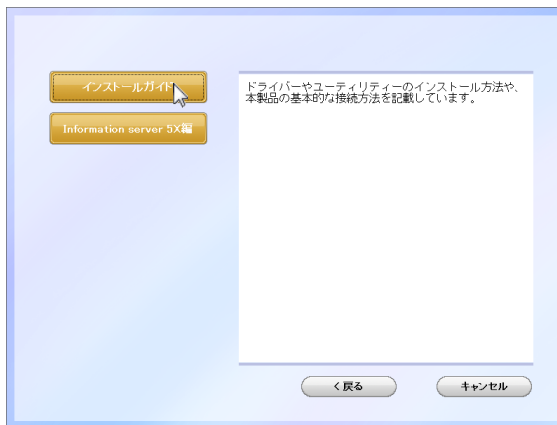 インストールガイド
Information server 5X編
ドライバーやユーティリティーのインストール方法や、
本製品の基本的な接続方法を記載しています。
< 戻る
キャンセル